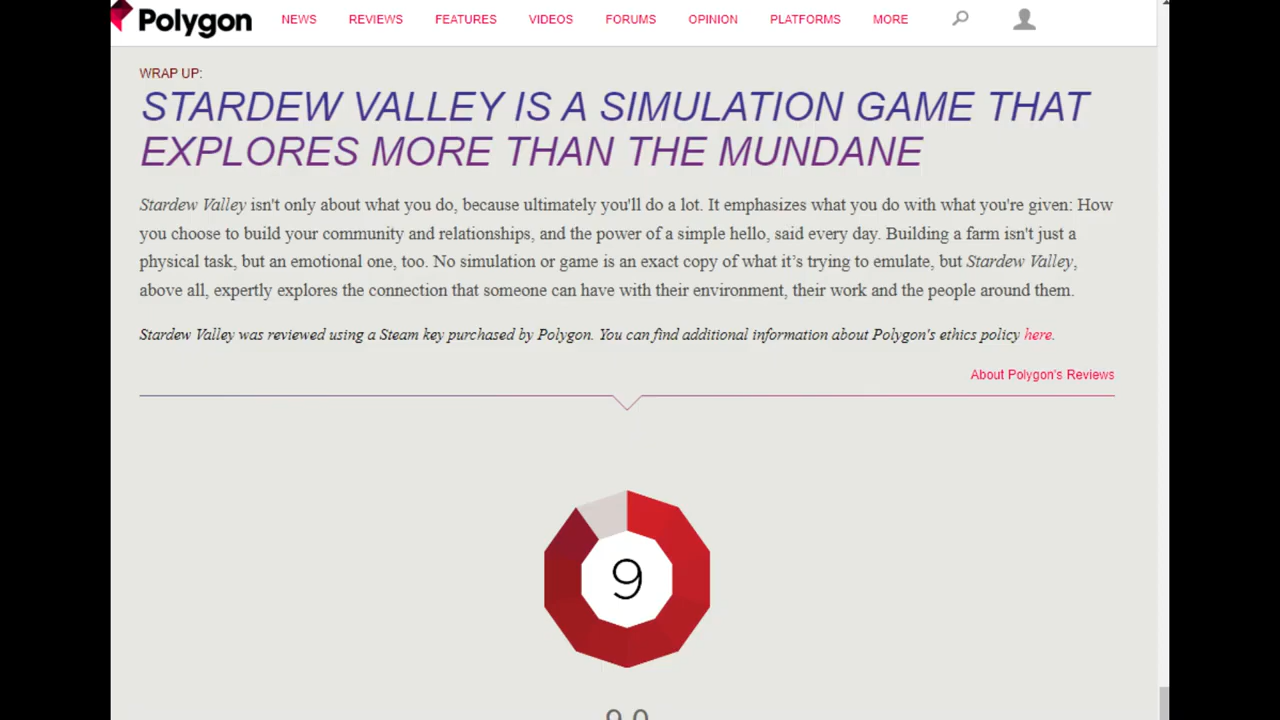 Polygon NEWS REVIEWS FEATURES VIDEOS FORUMS OPINION PLATFORMS MORE
WRAP UP:
STARDEW VALLEY IS A SIMULATION GAME THAT
EXPLORES MORE THAN THE MUNDANE
Stardew Valley isn't only about what you do, because ultimately you'll do a lot. It emphasizes what you do with what you're given: How
you choose to build your community and relationships, and the power of a simple hello, said every day. Building a farm isn't just a
physical task, but an emotional one, too. No simulation or game is an exact copy of what it’s trying to emulate, but Stardew Valley,
above all, expertly explores the connection that someone can have with their environment, their work and the people around them.
Stardew Valley was reviewed using a Steam key purchased by Polygon. You can find additional information about Polygon's ethics policy here.
About Polygon's Reviews
9
9.0